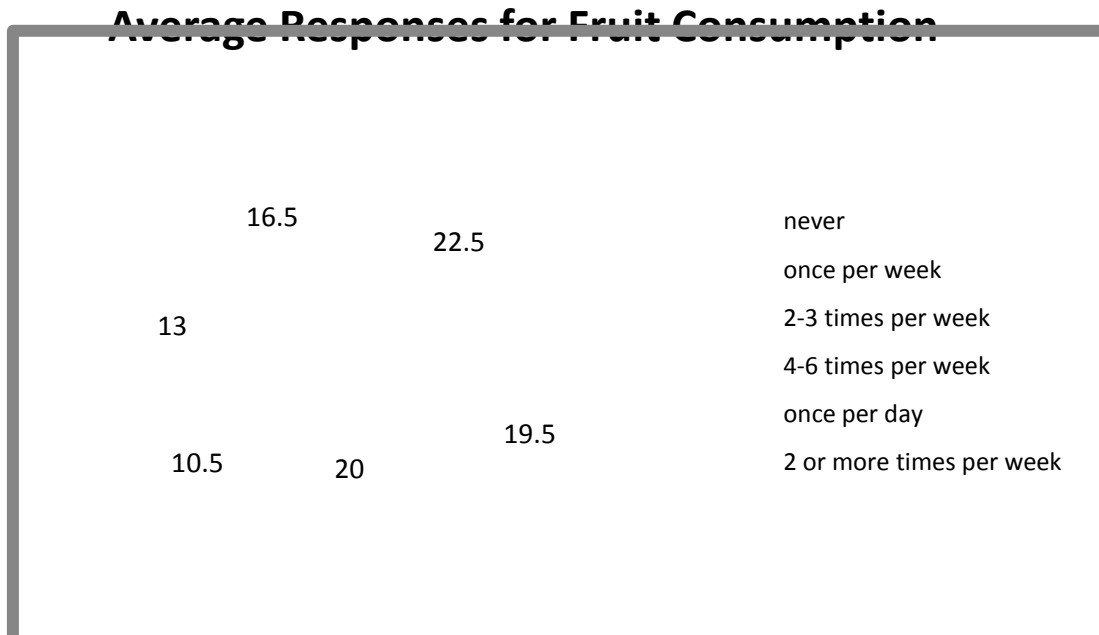 Average Responses for Fruit Consumption
16.5
22.5
13
19.5
10.5
20
never
once per week
2-3 times per week
4-6 times per week
once per day
2 or more times per week